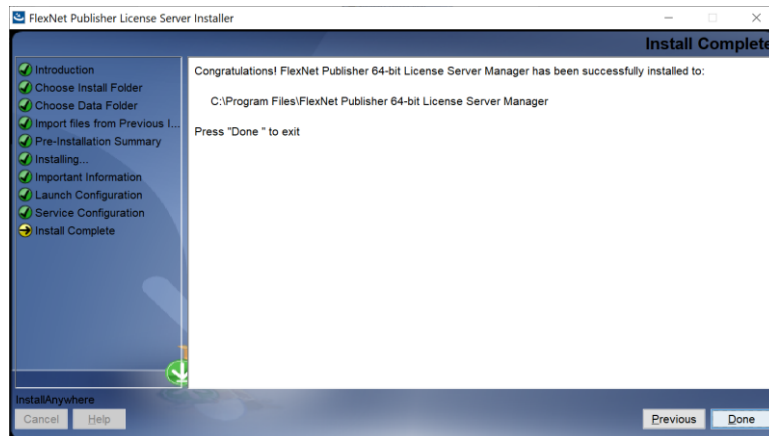 FlexNet Publisher License Server Installer
Install Complete
Introduction
Choose Install Folder
Choose Data Folder
Import files from Previous I...
Pre-Installation Summary
Installing...
Important Information
Launch Configuration
Service Configuration
Install Complete
Congratulations! FlexNet Publisher 64-bit License Server Manager has been successfully installed to:
C:\Program Files\FlexNet Publisher 64-bit License Server Manager
Press "Done " to exit
InstallAnywhere
Cancel Help Previous Done